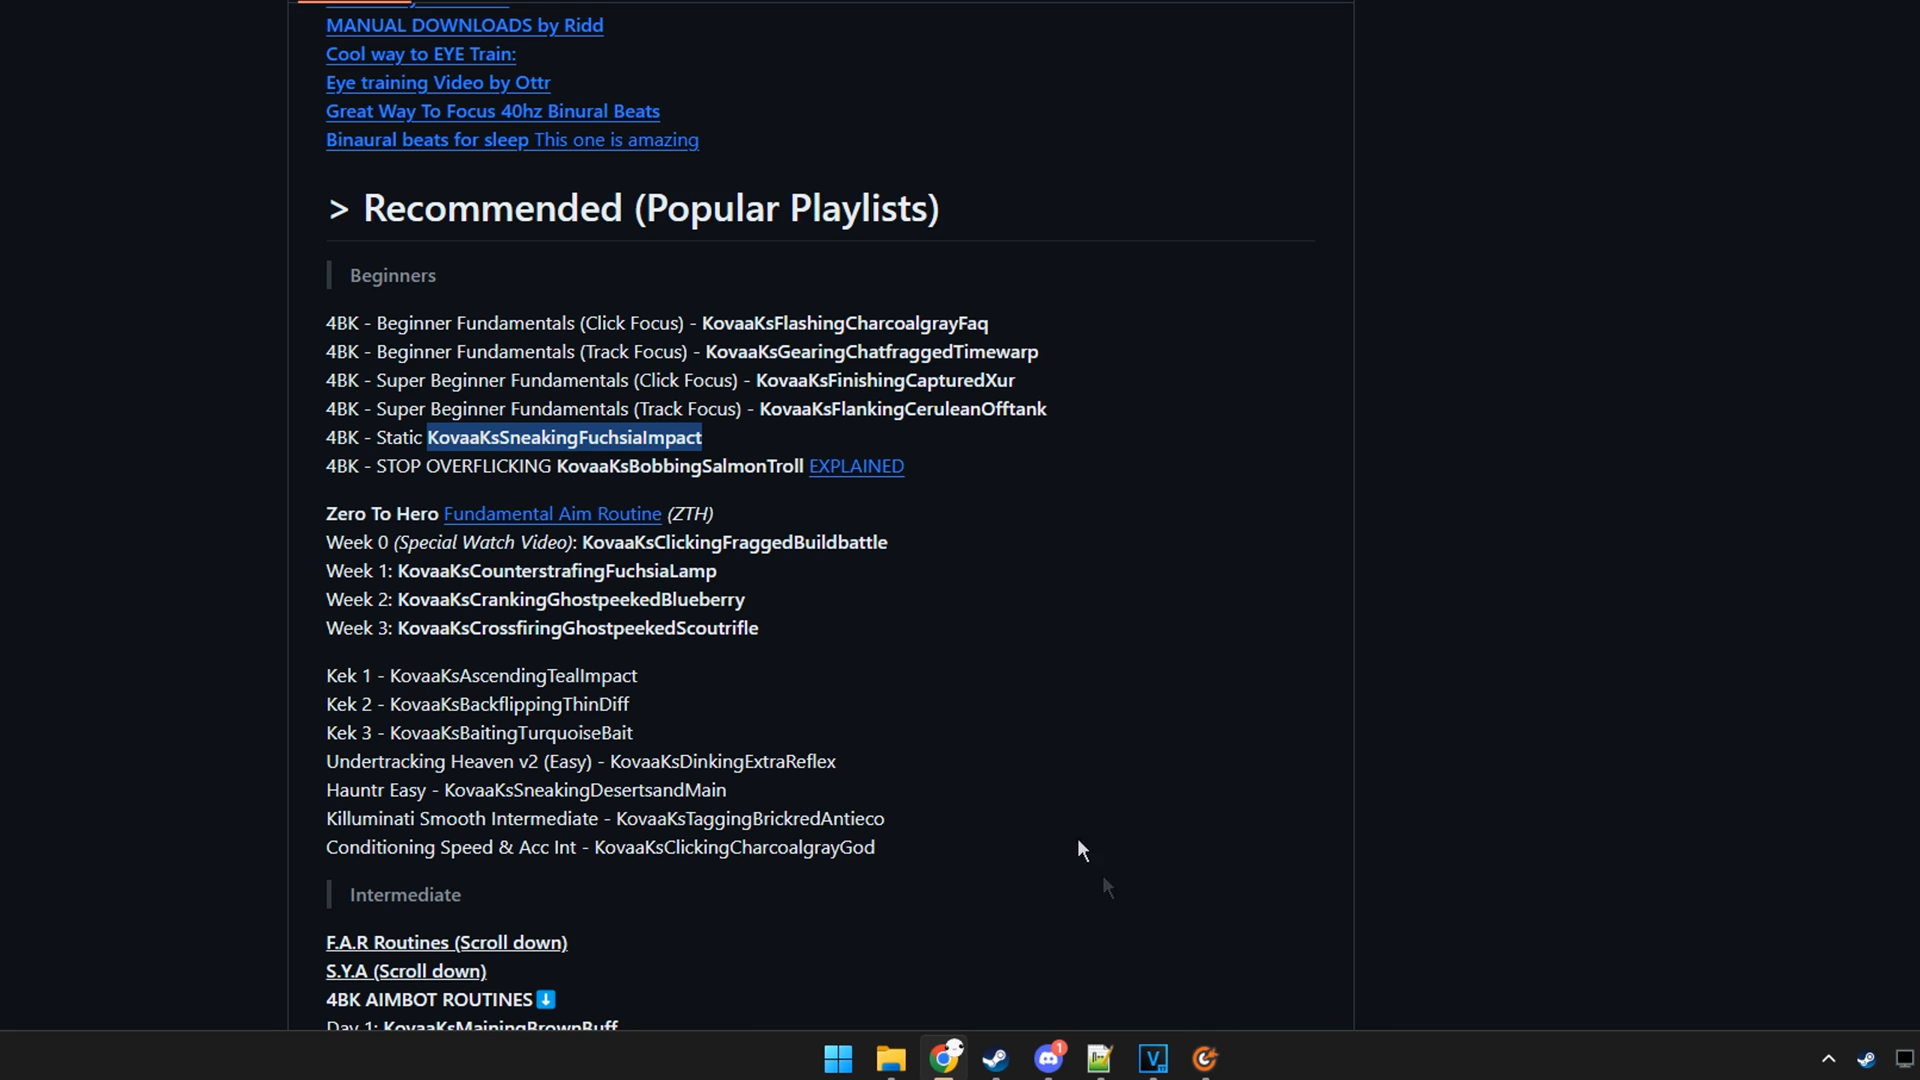 MANUAL DOWNLOADS by Ridd
Cool way to EYE Train:
Eye training Video by Ottr
Great Way To Focus 40hz Binural Beats
Binaural beats for sleep This one is amazing
> Recommended (Popular Playlists)
Beginners
4BK - Beginner Fundamentals (Click Focus) - KovaaKsFlashingCharcoalgrayFaq
4BK - Beginner Fundamentals (Track Focus) - KovaaKsGearingChatfraggedTimewarp
4BK - Super Beginner Fundamentals (Click Focus) - KovaaKsFinishingCapturedXur
4BK - Super Beginner Fundamentals (Track Focus) - KovaaKsFlankingCeruleanOfftank
4BK - Static KovaaKsSneakingFuchsiaImpact
4BK - STOP OVERFLICKING KovaaKsBobbingSalmonTroll EXPLAINED
Zero To Hero Fundamental Aim Routine (ZTH)
Week 0 (Special Watch Video): KovaaKsClickingFraggedBuildbattle
Week 1: KovaaKsCounterstrafingFuchsiaLamp
Week 2: KovaaKsCrankingGhostpeekedBlueberry
Week 3: KovaaKsCrossfiringGhostpeekedScoutrifle
Kek 1 - KovaaKsAscendingTealImpact
Kek 2 - KovaaKsBackflippingThinDiff
Kek 3 - KovaaKsBaitingTurquoiseBait
Undertracking Heaven v2 (Easy) - KovaaKsDinkingExtraReflex
Hauntr Easy - KovaaKsSneakingDesertsandMain
Killuminati Smooth Intermediate - KovaaKsTaggingBrickredAntieco
Conditioning Speed & Acc Int - KovaaKsClickingCharcoalgrayGod
Intermediate
F.A.R Routines (Scroll down)
S.Y.A (Scroll down)
4BK AIMBOT ROUTINES
Day 1: KovaaKsMainingBrownBuff
1
V